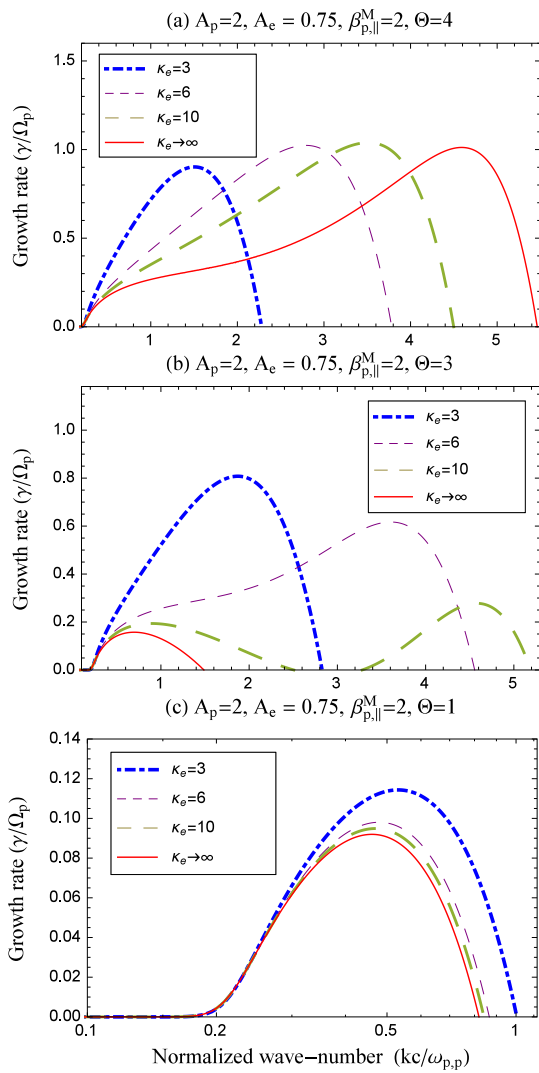 (a) A_p=2, A_e = 0.75, β_{p,∥}^M=2, Θ=4
Growth rate (γ/Ω_p)
1.5
1.0
0.5
0.0
κ_e=3
κ_e=6
κ_e=10
κ_e→∞
1 2 3 4 5
(b) A_p=2, A_e = 0.75, β_{p,∥}^M=2, Θ=3
Growth rate (γ/Ω_p)
1.0
0.8
0.6
0.4
0.2
0.0
κ_e=3
κ_e=6
κ_e=10
κ_e→∞
0 1 2 3 4 5
(c) A_p=2, A_e = 0.75, β_{p,∥}^M=2, Θ=1
Growth rate (γ/Ω_p)
0.14
0.12
0.10
0.08
0.06
0.04
0.02
0.00
κ_e=3
κ_e=6
κ_e=10
κ_e→∞
0.1 0.2 0.5 1
Normalized wave−number (kc/ω_{p,p})